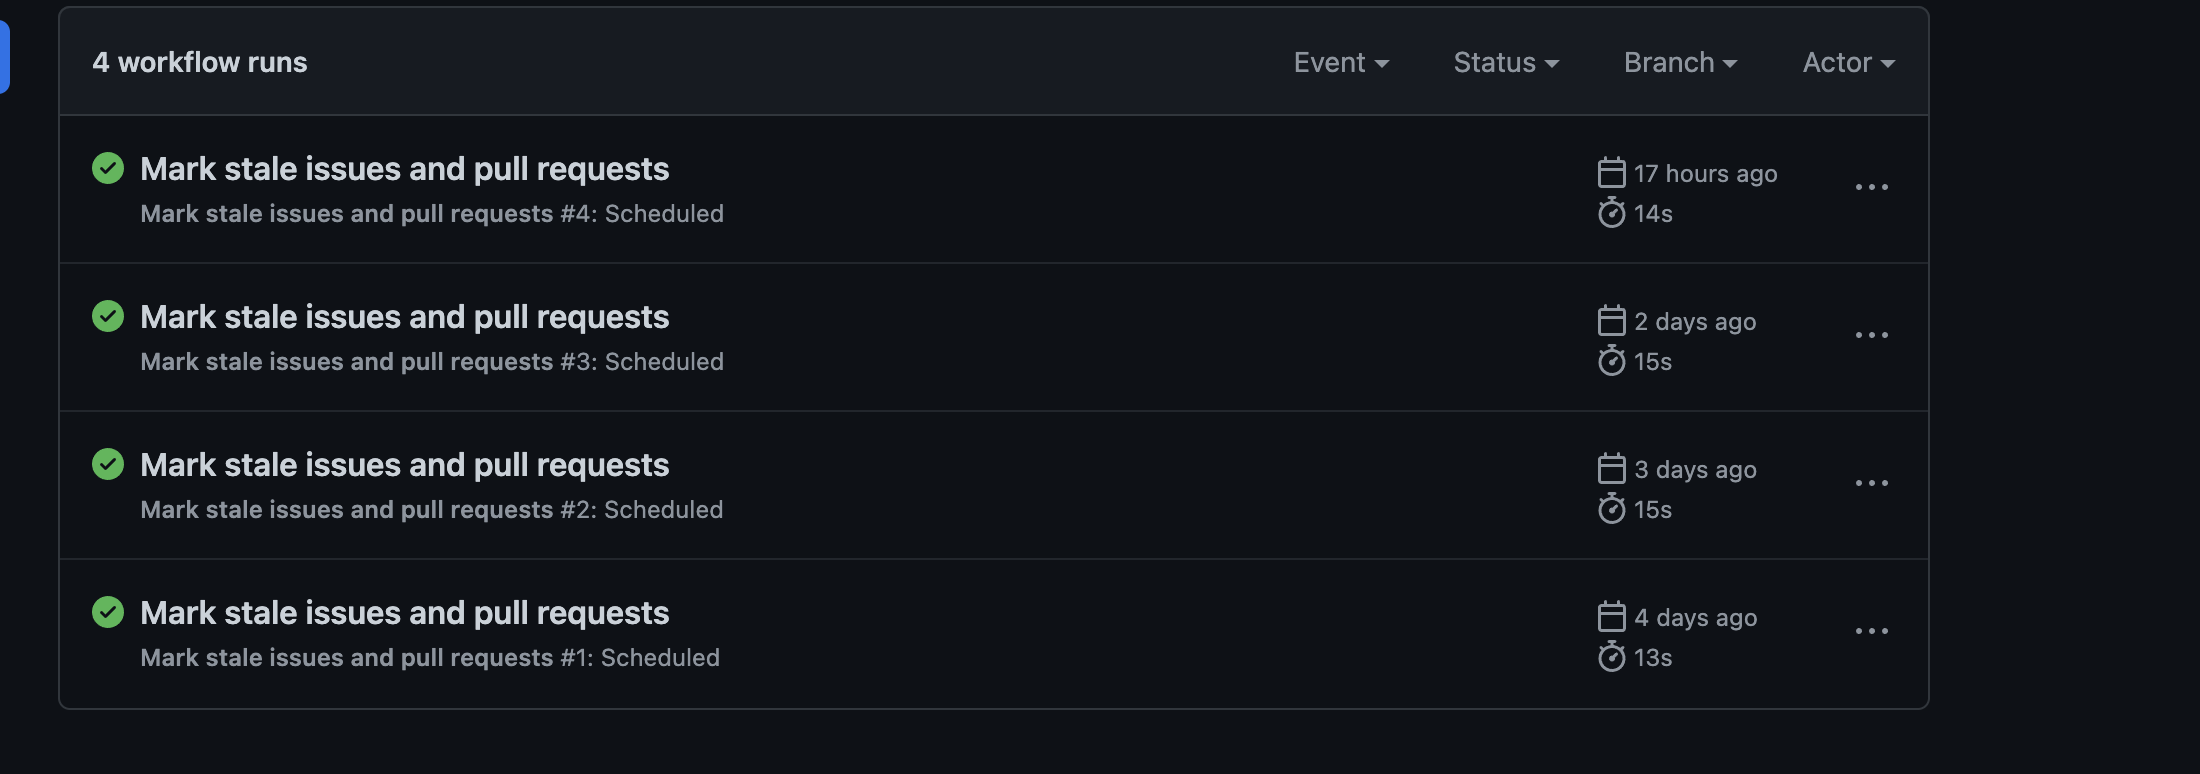 4 workflow runs
Event
Status
Branch
Actor
Mark stale issues and pull requests
Mark stale issues and pull requests #4: Scheduled
17 hours ago
14s
Mark stale issues and pull requests
Mark stale issues and pull requests #3: Scheduled
2 days ago
15s
Mark stale issues and pull requests
Mark stale issues and pull requests #2: Scheduled
3 days ago
15s
Mark stale issues and pull requests
Mark stale issues and pull requests #1: Scheduled
4 days ago
13s